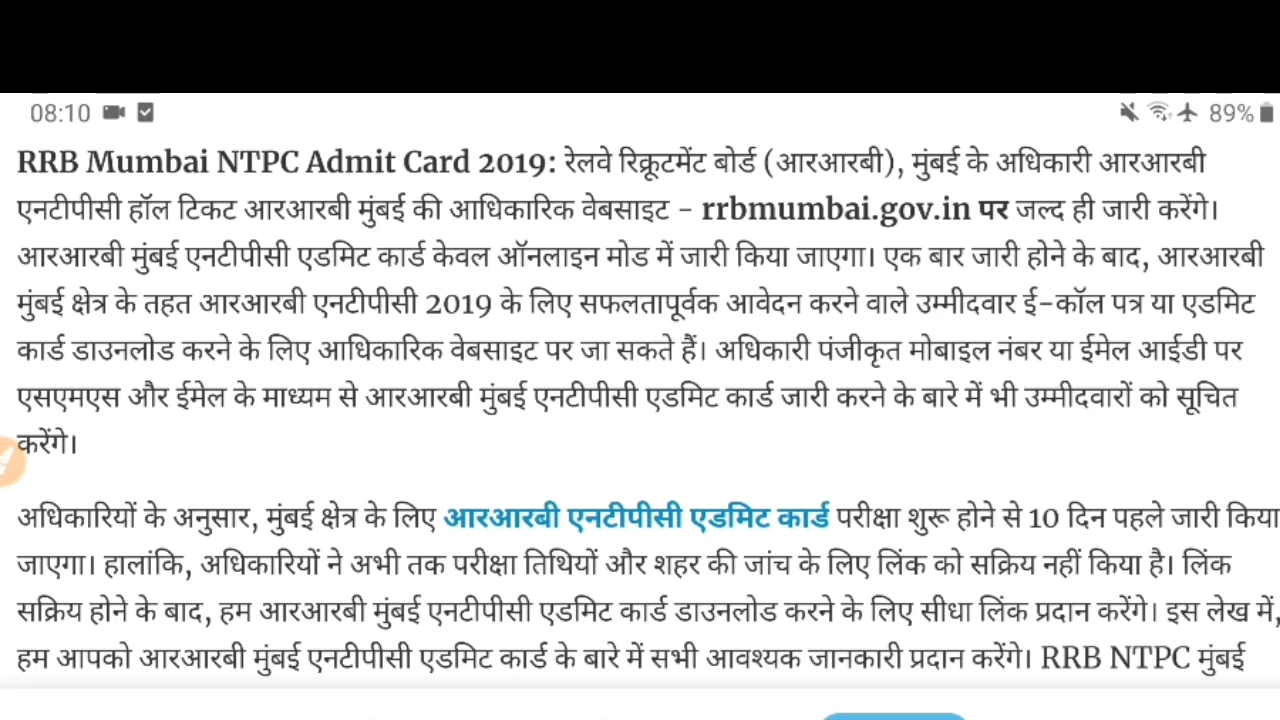 08:10
89%
RRB Mumbai NTPC Admit Card 2019: रेलवे रिक्रूटमेंट बोर्ड (आरआरबी), मुंबई के अधिकारी आरआरबी
एनटीपीसी हॉल टिकट आरआरबी मुंबई की आधिकारिक वेबसाइट - rrbmumbai.gov.in पर जल्द ही जारी करेंगे।
आरआरबी मुंबई एनटीपीसी एडमिट कार्ड केवल ऑनलाइन मोड में जारी किया जाएगा। एक बार जारी होने के बाद, आरआरबी
मुंबई क्षेत्र के तहत आरआरबी एनटीपीसी 2019 के लिए सफलतापूर्वक आवेदन करने वाले उम्मीदवार ई-कॉल पत्र या एडमिट
कार्ड डाउनलोड करने के लिए आधिकारिक वेबसाइट पर जा सकते हैं। अधिकारी पंजीकृत मोबाइल नंबर या ईमेल आईडी पर
एसएमएस और ईमेल के माध्यम से आरआरबी मुंबई एनटीपीसी एडमिट कार्ड जारी करने के बारे में भी उम्मीदवारों को सूचित
करेंगे।
अधिकारियों के अनुसार, मुंबई क्षेत्र के लिए आरआरबी एनटीपीसी एडमिट कार्ड परीक्षा शुरू होने से 10 दिन पहले जारी किया
जाएगा। हालांकि, अधिकारियों ने अभी तक परीक्षा तिथियों और शहर की जांच के लिए लिंक को सक्रिय नहीं किया है। लिंक
सक्रिय होने के बाद, हम आरआरबी मुंबई एनटीपीसी एडमिट कार्ड डाउनलोड करने के लिए सीधा लिंक प्रदान करेंगे। इस लेख में,
हम आपको आरआरबी मुंबई एनटीपीसी एडमिट कार्ड के बारे में सभी आवश्यक जानकारी प्रदान करेंगे। RRB NTPC मुंबई